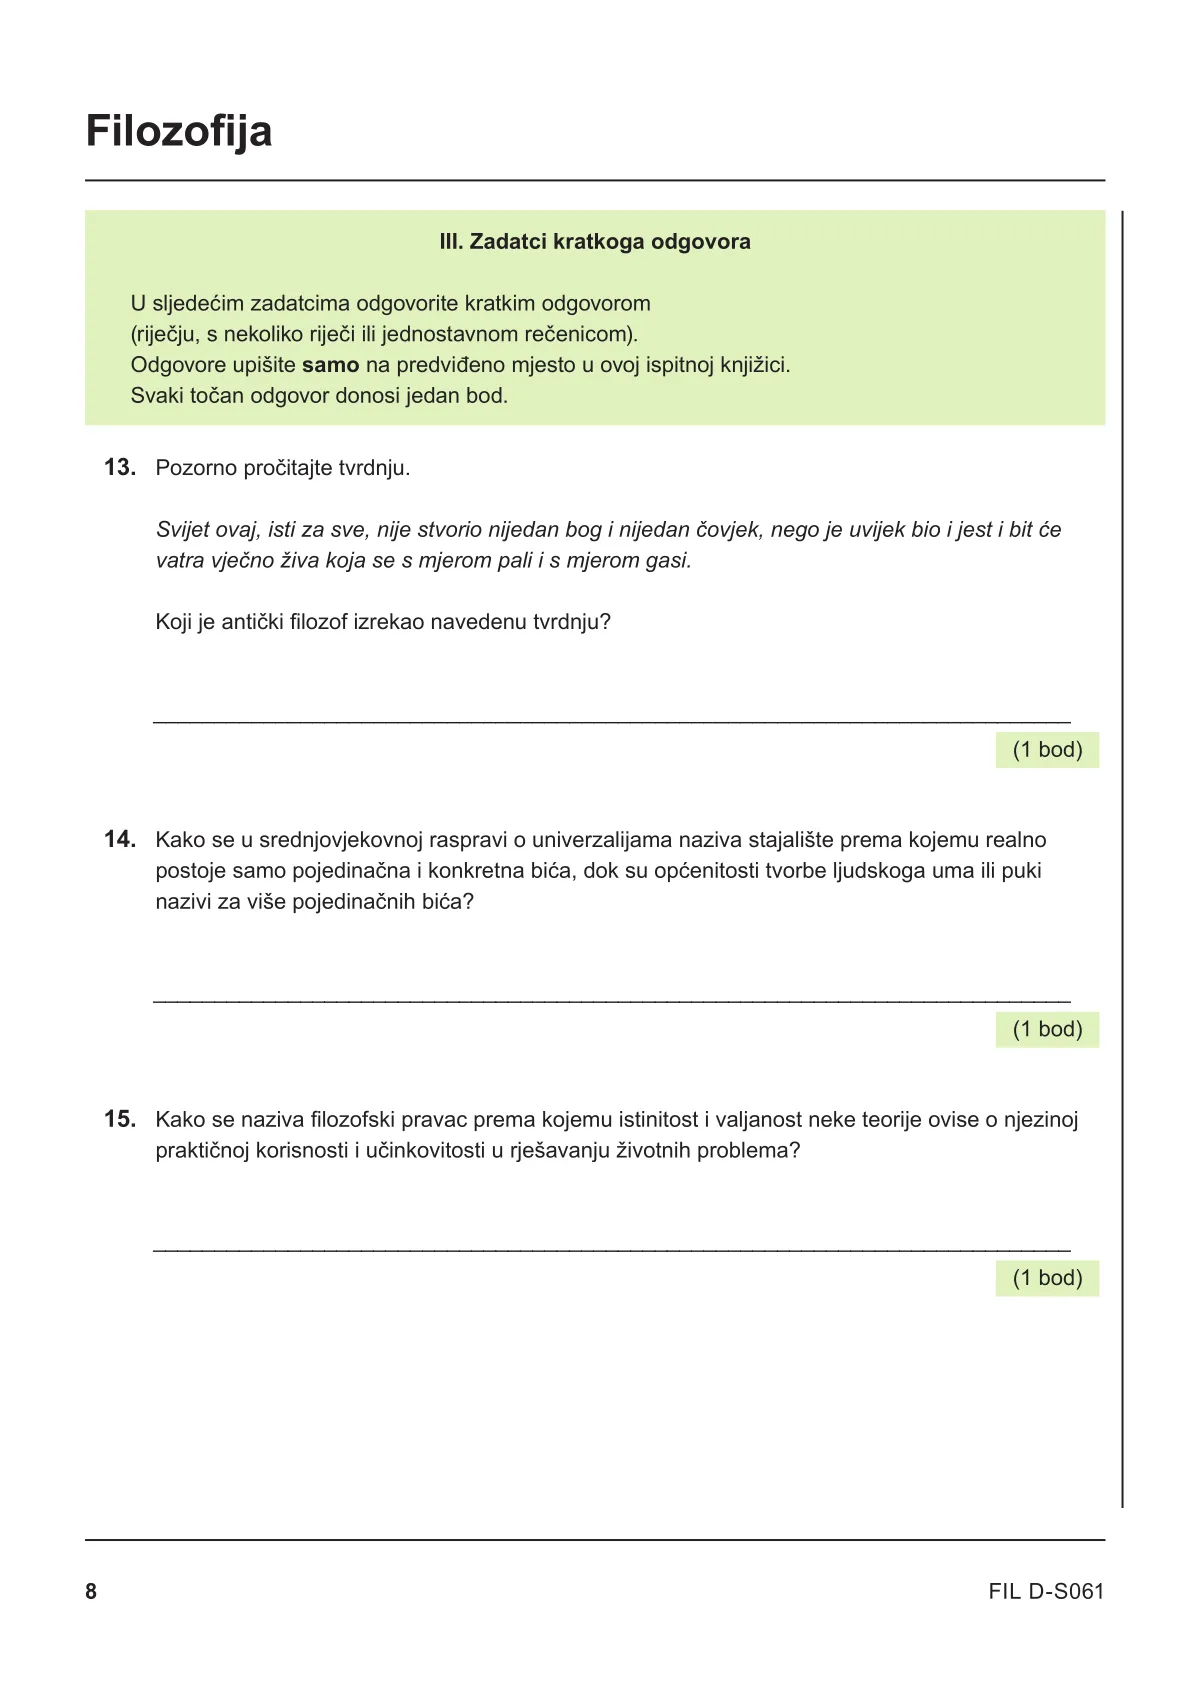 Filozofija
III. Zadatci kratkoga odgovora
U sljedećim zadatcima odgovorite kratkim odgovorom
(riječju, s nekoliko riječi ili jednostavnom rečenicom).
Odgovore upišite samo na predviđeno mjesto u ovoj ispitnoj knjižici.
Svaki točan odgovor donosi jedan bod.
13. Pozorno pročitajte tvrdnju.
Svijet ovaj, isti za sve, nije stvorio nijedan bog i nijedan čovjek, nego je uvijek bio i jest i bit će
vatra vječno živa koja se s mjerom pali i s mjerom gasi.
Koji je antički filozof izrekao navedenu tvrdnju?
(1 bod)
14. Kako se u srednjovjekovnoj raspravi o univerzalijama naziva stajalište prema kojemu realno
postoje samo pojedinačna i konkretna bića, dok su općenitosti tvorbe ljudskoga uma ili puki
nazivi za više pojedinačnih bića?
(1 bod)
15. Kako se naziva filozofski pravac prema kojemu istinitost i valjanost neke teorije ovise o njezinoj
praktičnoj korisnosti i učinkovitosti u rješavanju životnih problema?
(1 bod)
8
FIL D-S061